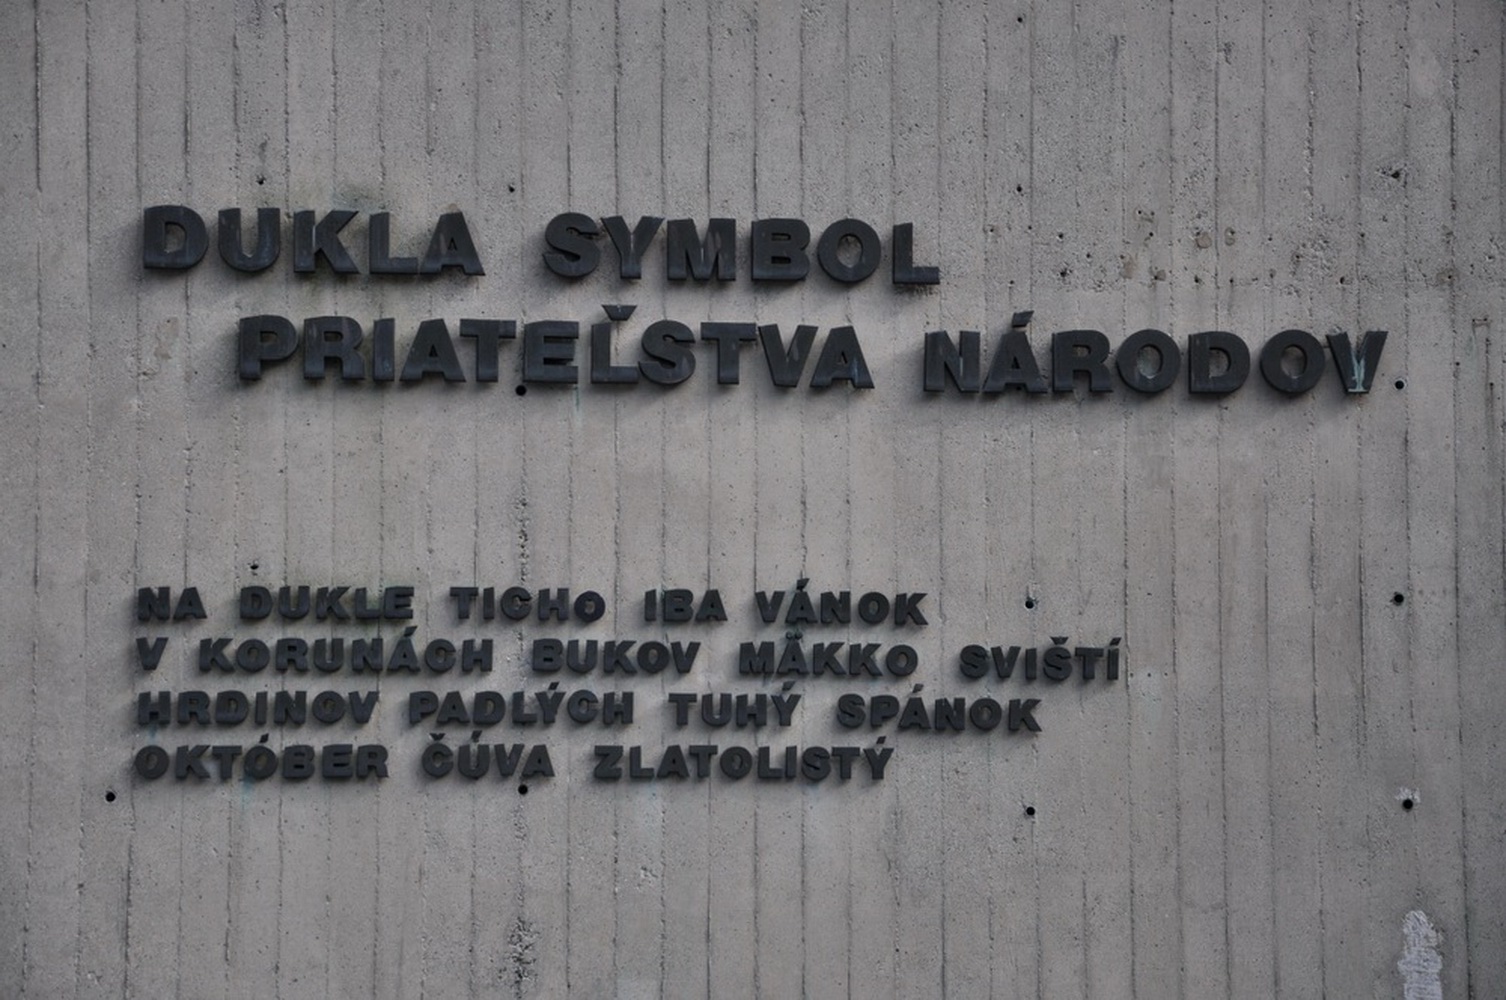 DUKLA SYMBOL
PRIATEĽSTVA NÁRODOV
NA DUKLE TICHO IBA VÁNOK
V KORUNÁCH BUKOV MÄKKO SVIŠTÍ
HRDINOV PADLÝCH TUHÝ SPÁNOK
OKTÓBER ČÚVA ZLATOLISTÝ